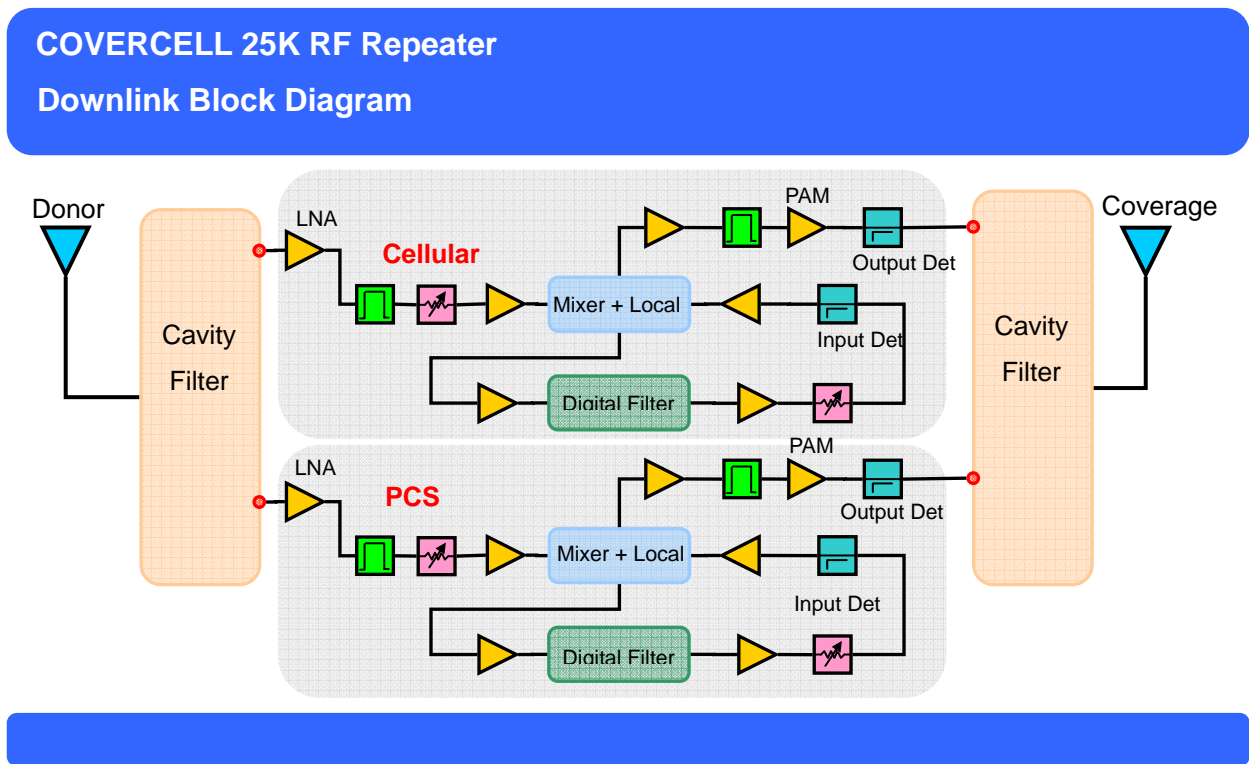 COVERCELL 25K RF Repeater
Downlink Block Diagram
Donor
Cavity
Filter
LNA
Cellular
PAM
Output Det
Mixer + Local
Input Det
Digital Filter
LNA
PCS
PAM
Output Det
Mixer + Local
Input Det
Digital Filter
Coverage
Cavity
Filter